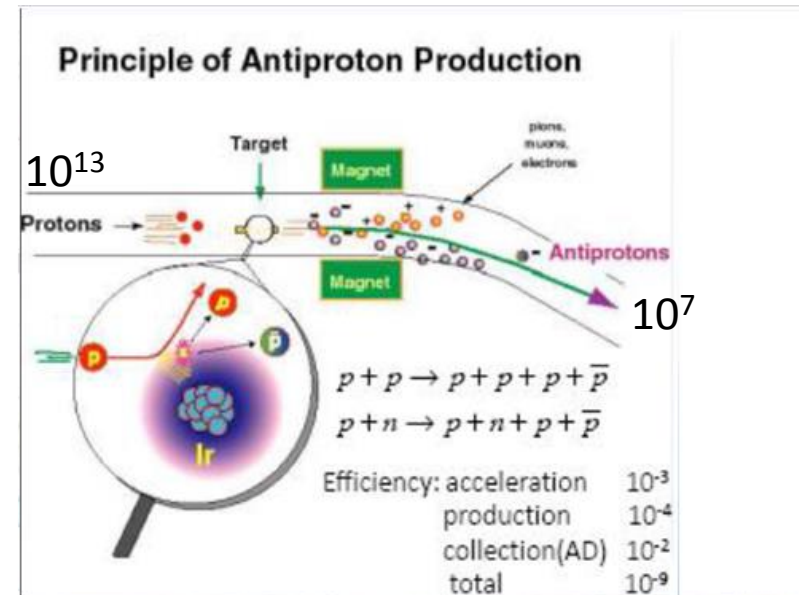 Principle of Antiproton Production
pions,
muons,
electrons
Target
Magnet
10¹³
Protons
+ + +
- - - - -
Antiprotons
Magnet
10⁷
p
p
p̄
p
Ir
p + p → p + p + p + p̄
p + n → p + n + p + p̄
Efficiency: acceleration 10⁻³
production 10⁻⁴
collection(AD) 10⁻²
total 10⁻⁹